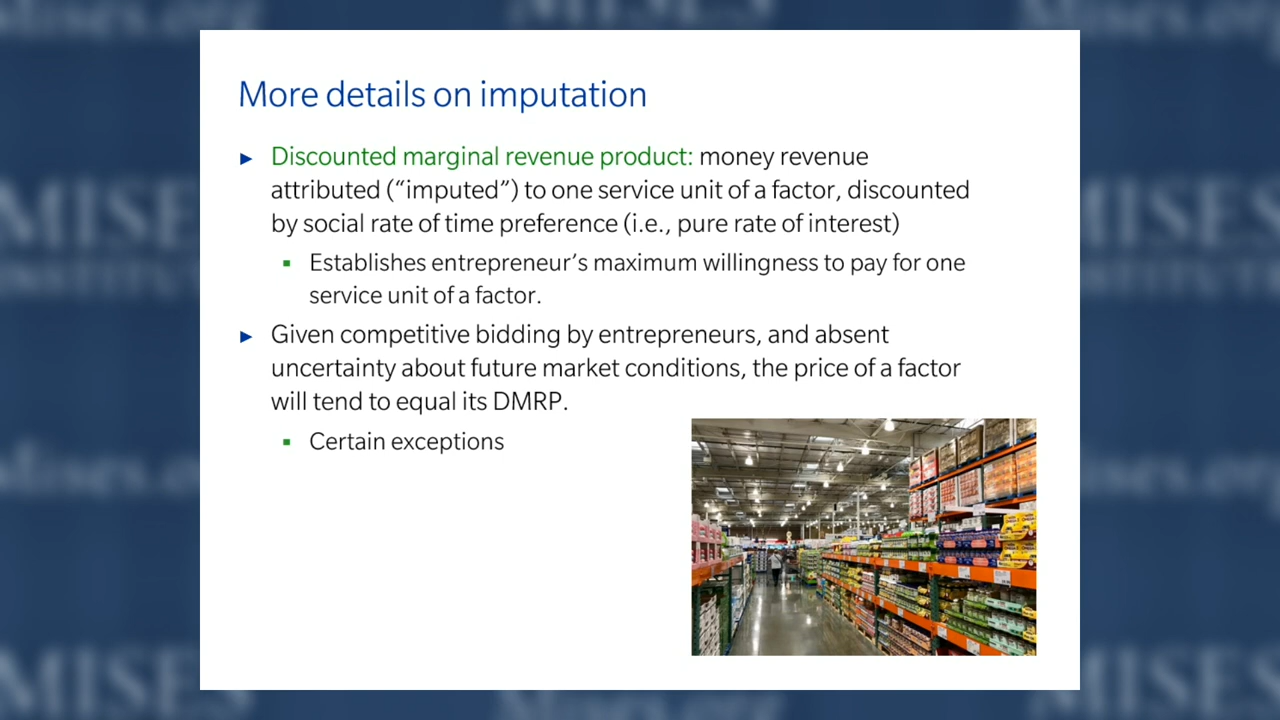 More details on imputation
► Discounted marginal revenue product: money revenue
attributed (“imputed”) to one service unit of a factor, discounted
by social rate of time preference (i.e., pure rate of interest)
▪ Establishes entrepreneur’s maximum willingness to pay for one
service unit of a factor.
► Given competitive bidding by entrepreneurs, and absent
uncertainty about future market conditions, the price of a factor
will tend to equal its DMRP.
▪ Certain exceptions